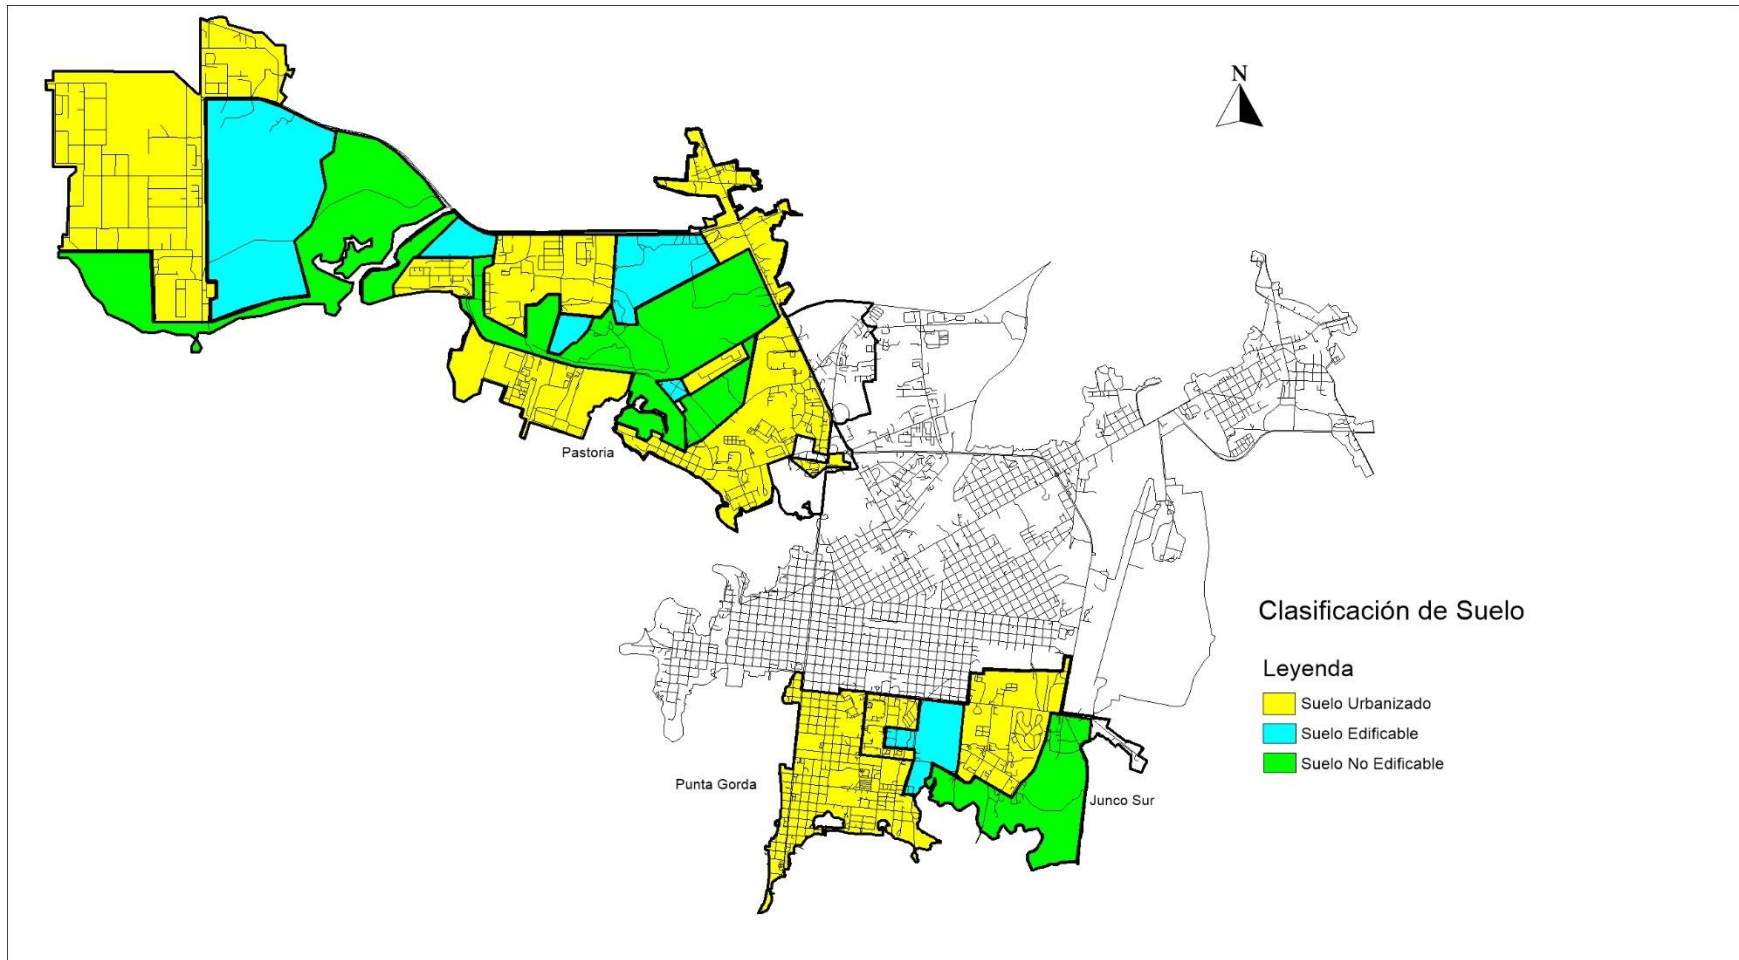 N
Pastoria
Clasificación de Suelo
Leyenda
Suelo Urbanizado
Suelo Edificable
Suelo No Edificable
Punta Gorda
Junco Sur